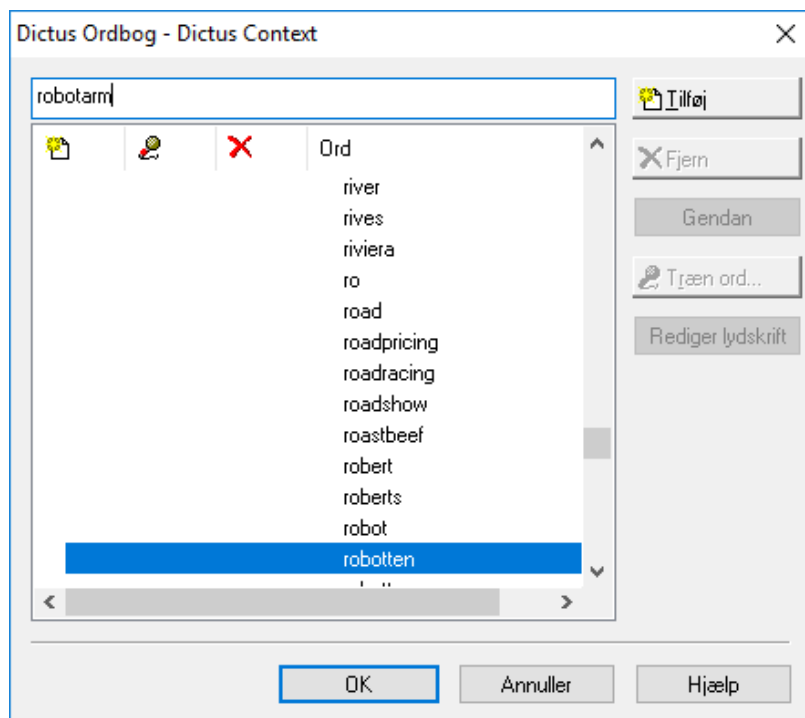 Dictus Ordbog - Dictus Context
robotarm
Tilføj
Ord
Fjern
river
rives
Gendan
riviera
ro
Træn ord...
road
roadpricing
Rediger lydskrift
roadracing
roadshow
roastbeef
robert
roberts
robot
robotten
OK
Annuller
Hjælp